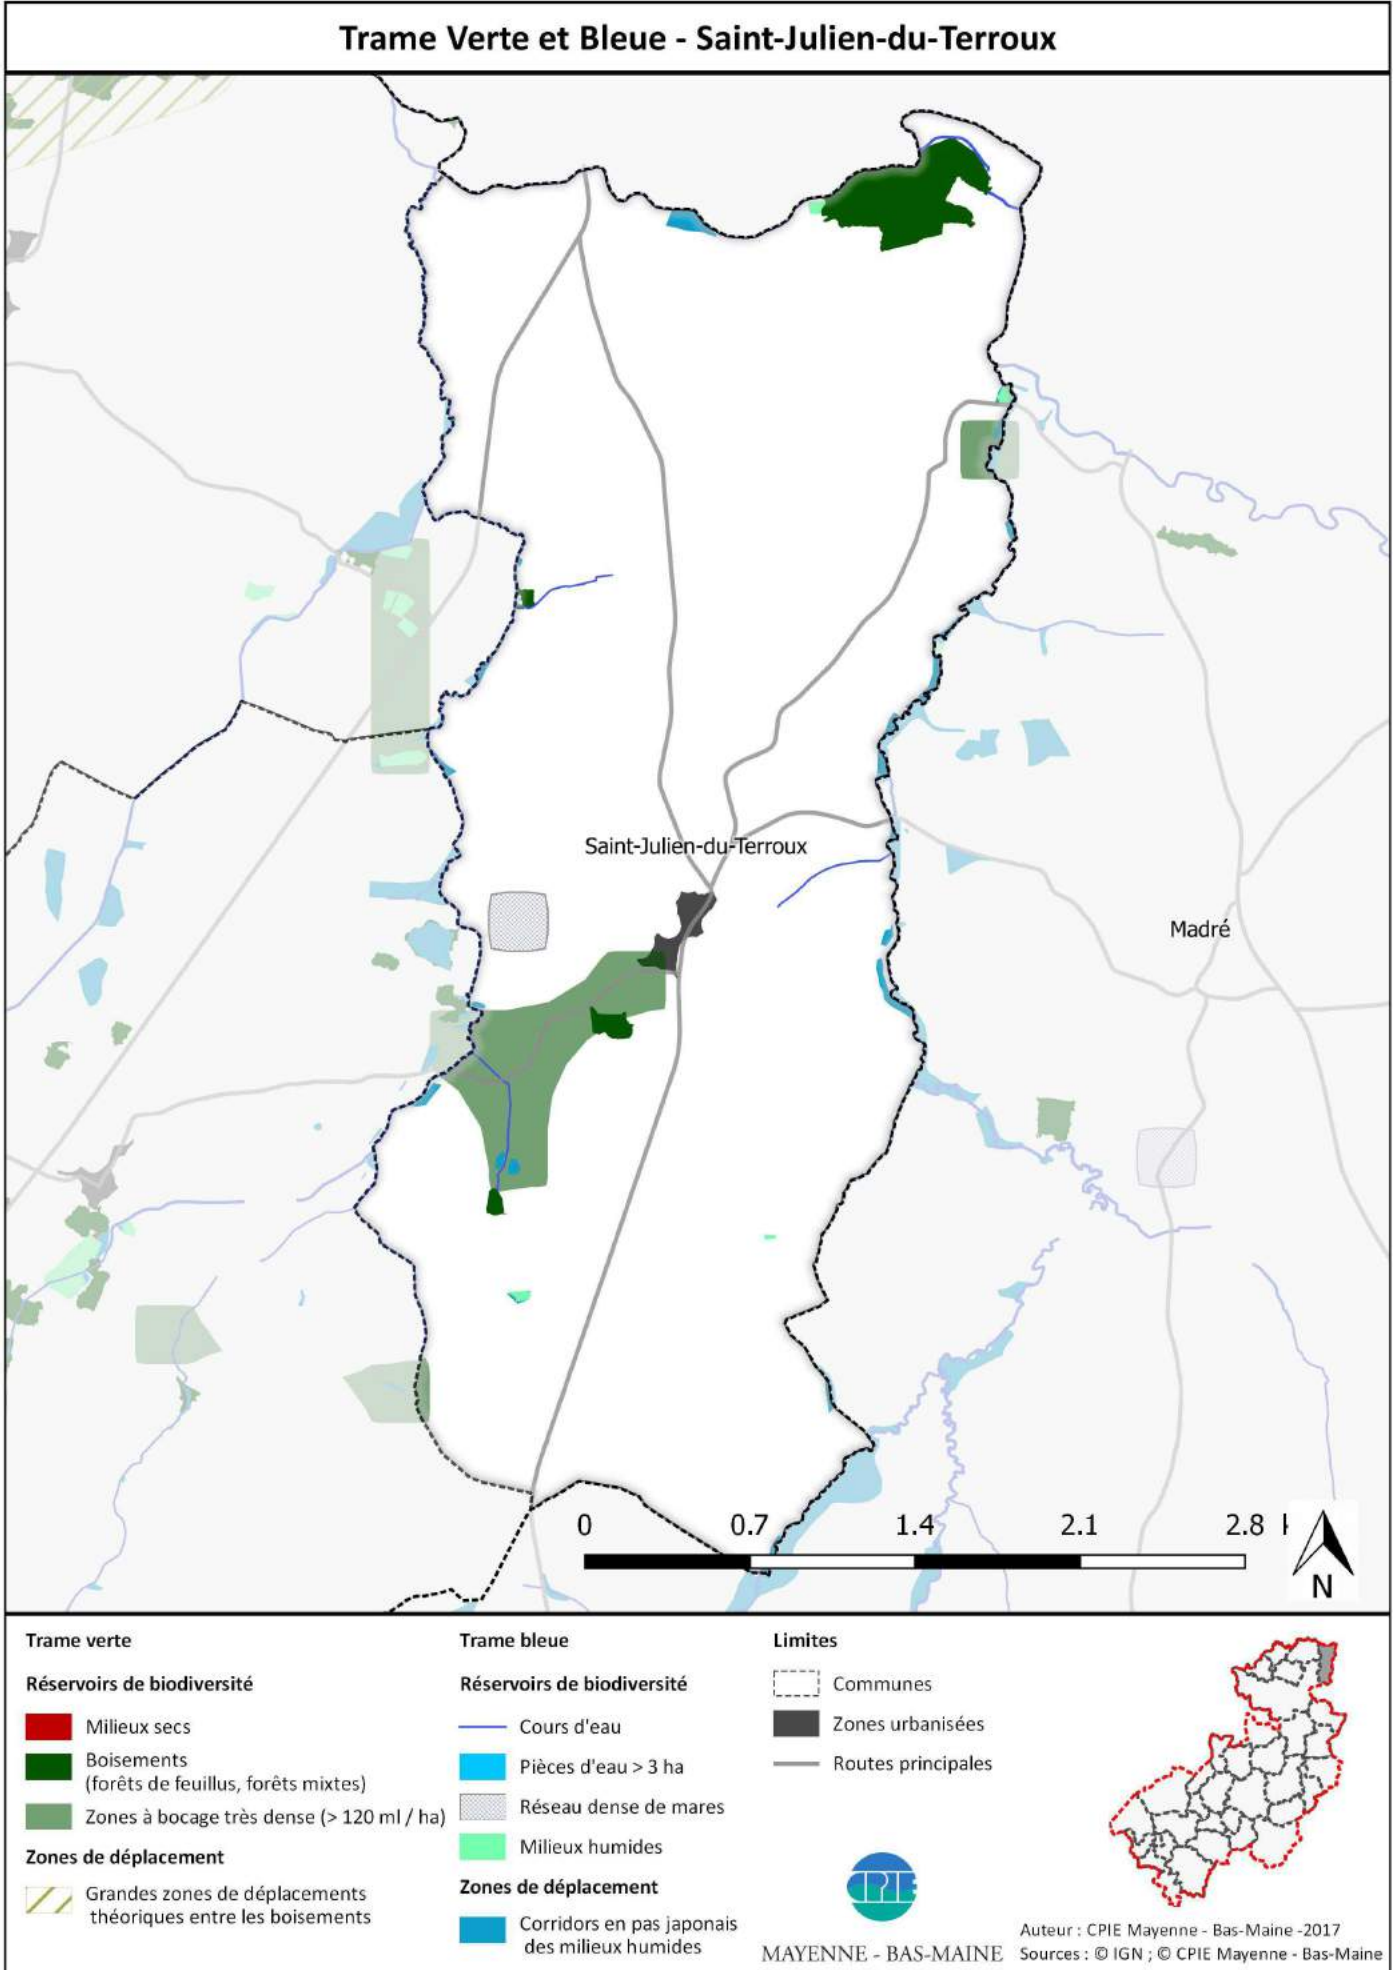 Trame Verte et Bleue - Saint-Julien-du-Terroux
Saint-Julien-du-Terroux
Madré
0 0.7 1.4 2.1 2.8
N
Trame verte
Réservoirs de biodiversité
Milieux secs
Boisements
(forêts de feuillus, forêts mixtes)
Zones à bocage très dense (> 120 ml / ha)
Zones de déplacement
Grandes zones de déplacements
théoriques entre les boisements
Trame bleue
Réservoirs de biodiversité
Cours d'eau
Pièces d'eau > 3 ha
Réseau dense de mares
Milieux humides
Zones de déplacement
Corridors en pas japonais
des milieux humides
Limites
Communes
Zones urbanisées
Routes principales
CPIE
MAYENNE - BAS-MAINE
Auteur : CPIE Mayenne - Bas-Maine -2017
Sources : © IGN ; © CPIE Mayenne - Bas-Maine